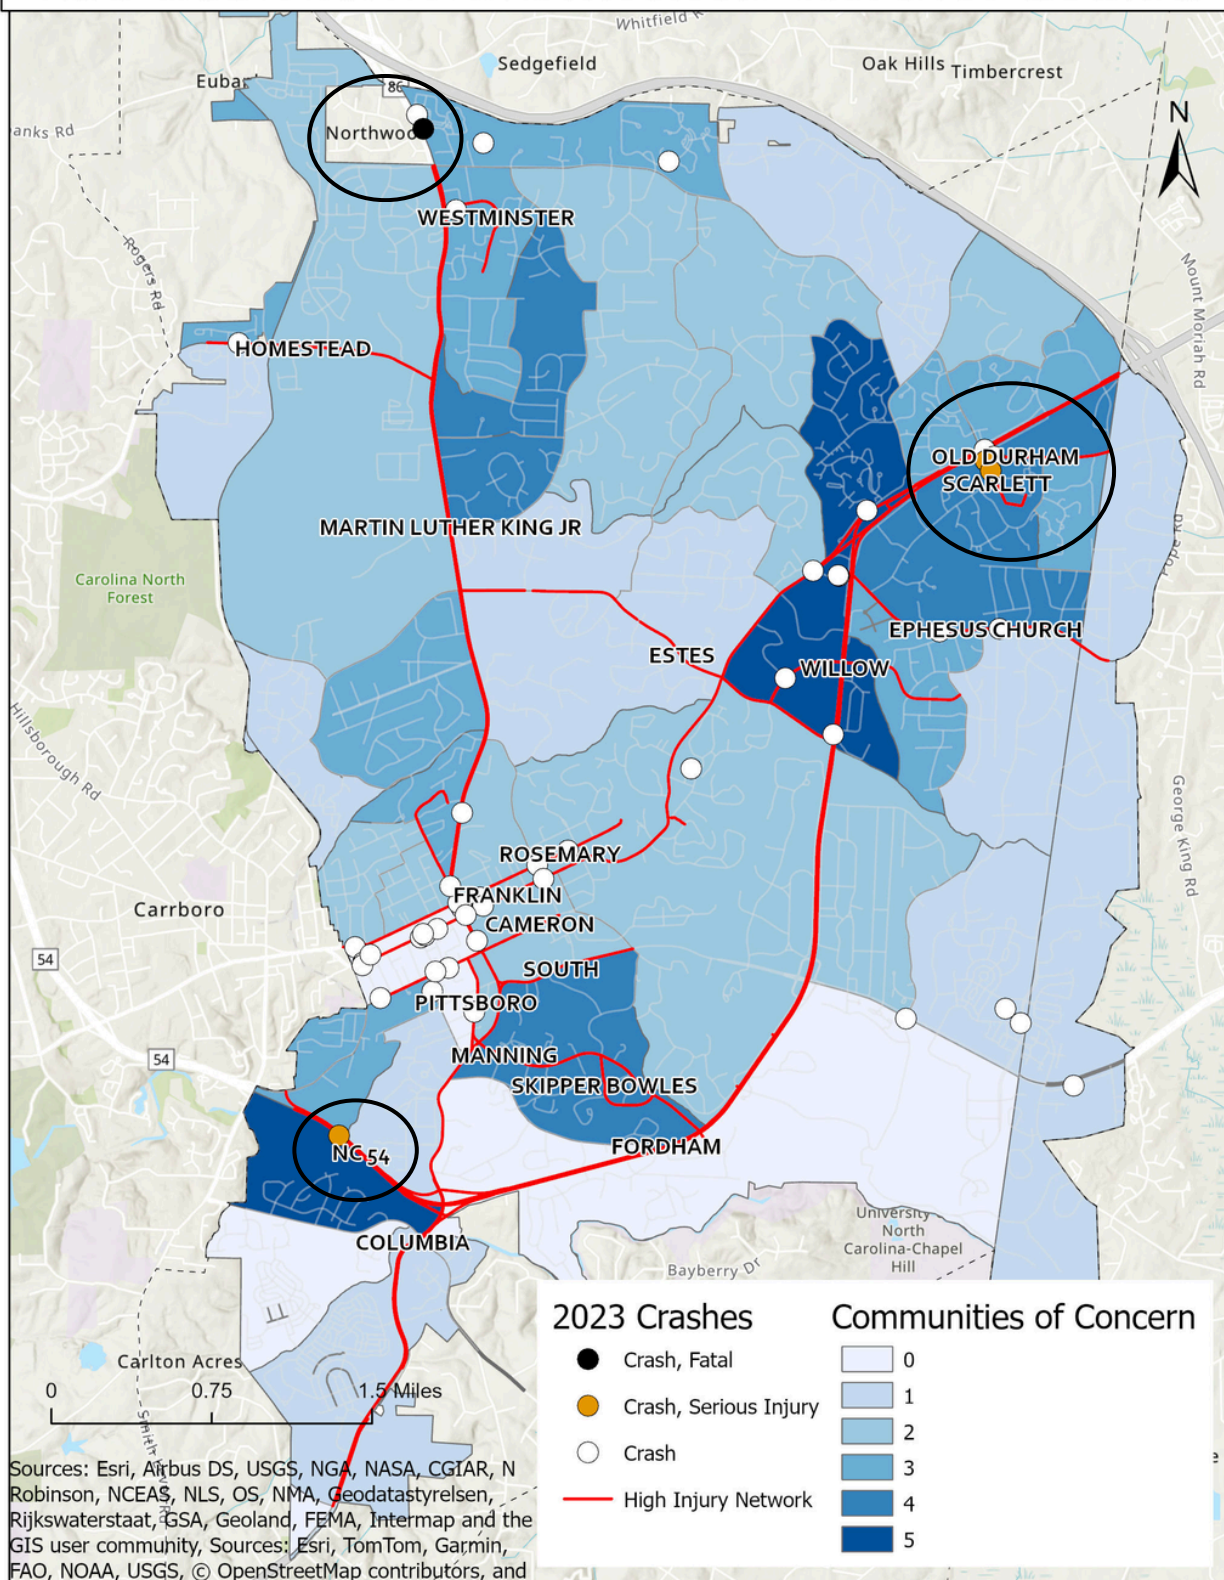 Whitfield R
Sedgefield
Oak Hills
Timbercrest
Euba
86
N
anks Rd
Northwoo
WESTMINSTER
Rogers Rd
Mount Moriah Rd
HOMESTEAD
OLD DURHAM
SCARLETT
MARTIN LUTHER KING JR
Pope Rd
Carolina North
Forest
EPHESUS CHURCH
ESTES
WILLOW
Hillsborough Rd
George King Rd
ROSEMARY
FRANKLIN
Carrboro
CAMERON
54
SOUTH
PITTSBORO
54
MANNING
SKIPPER BOWLES
NC 54
FORDHAM
University
North
Carolina-Chapel
Hill
COLUMBIA
Bayberry Dr
2023 Crashes
Crash, Fatal
Crash, Serious Injury
Crash
High Injury Network
Communities of Concern
0
1
2
3
4
5
Carlton Acres
0 0.75 1.5 Miles
e
Sources: Esri, Airbus DS, USGS, NGA, NASA, CGIAR, N
Robinson, NCEAS, NLS, OS, NMA, Geodatastyrelsen,
Rijkswaterstaat, GSA, Geoland, FEMA, Intermap and the
GIS user community, Sources: Esri, TomTom, Garmin,
FAO, NOAA, USGS, © OpenStreetMap contributors, and